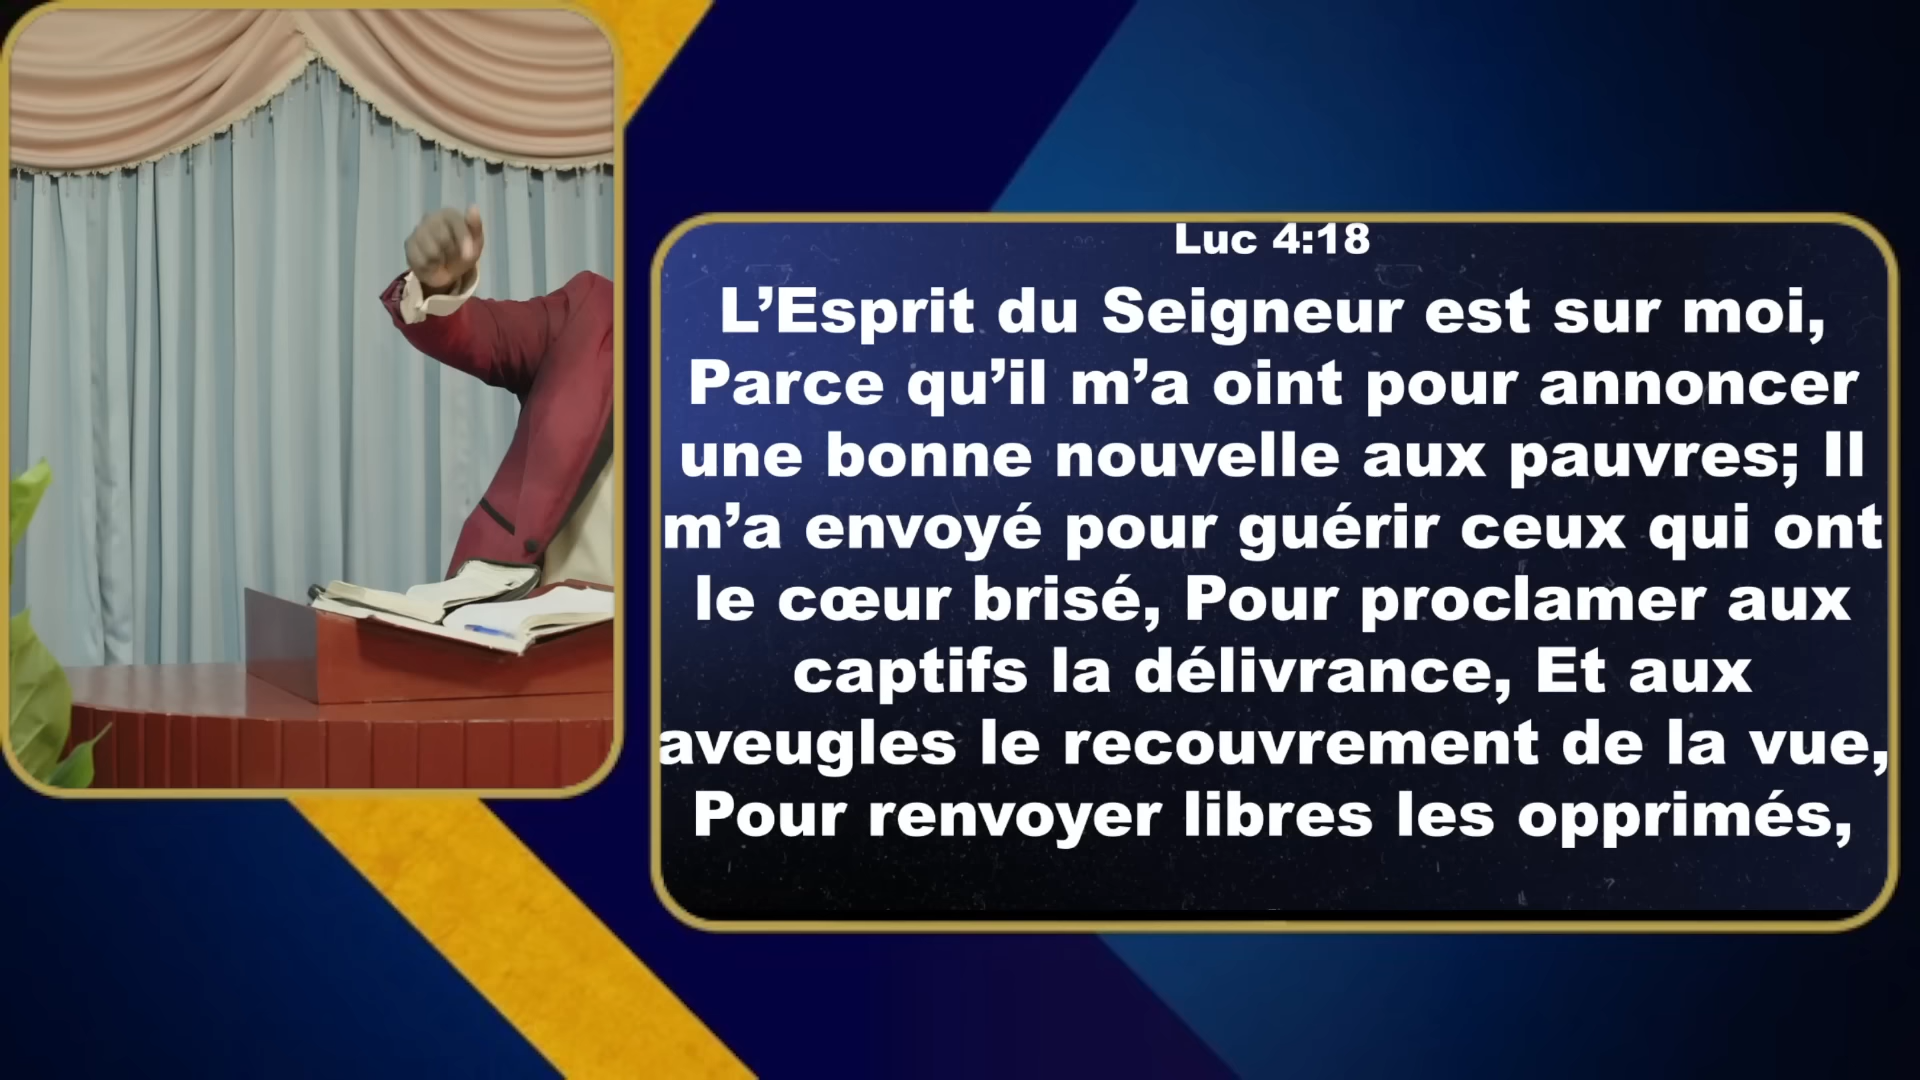 Luc 4:18
L’Esprit du Seigneur est sur moi,
Parce qu’il m’a oint pour annoncer
une bonne nouvelle aux pauvres; Il
m’a envoyé pour guérir ceux qui ont
le cœur brisé, Pour proclamer aux
captifs la délivrance, Et aux
aveugles le recouvrement de la vue,
Pour renvoyer libres les opprimés,